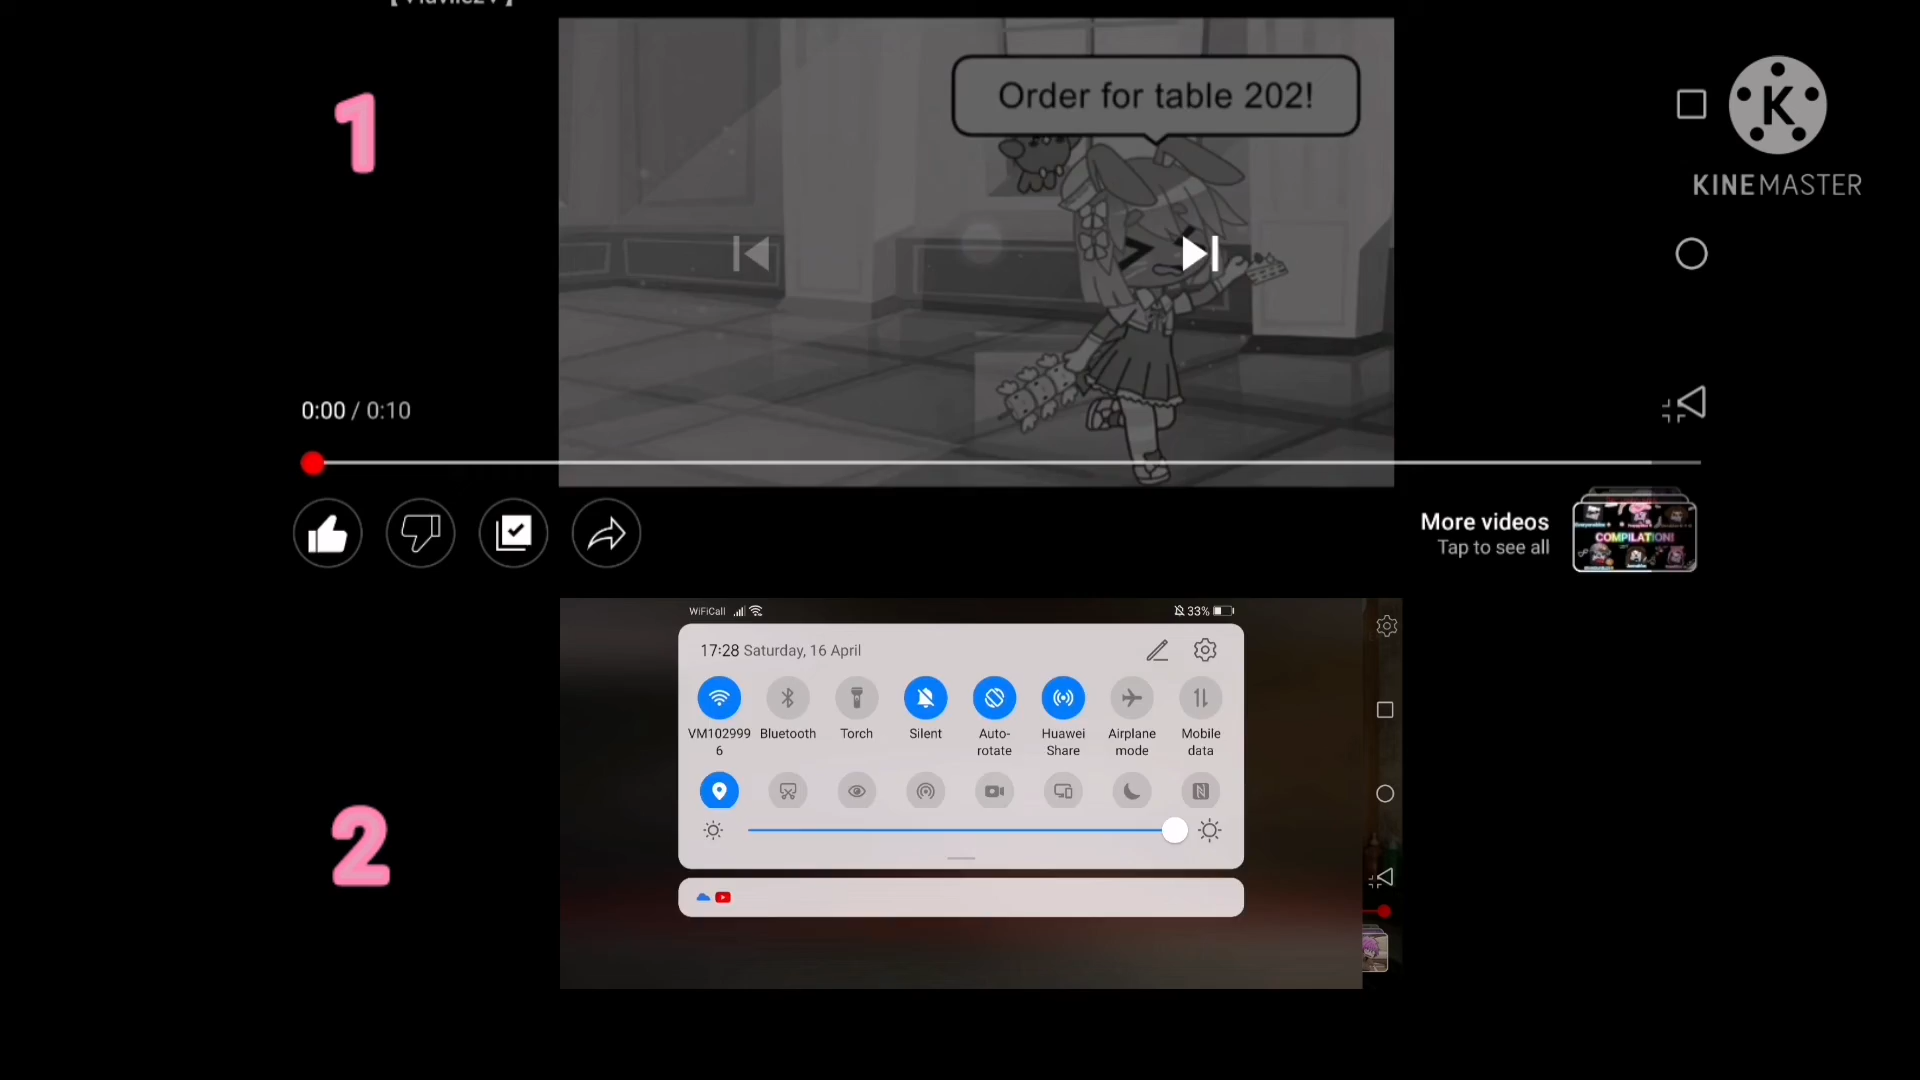 1
Order for table 202!
K
KINEMASTER
0:00 / 0:10
More videos
Tap to see all
COMPILATION!
WiFiCall
33%
17:28 Saturday, 16 April
VM102999
6
Bluetooth
Torch
Silent
Auto-
rotate
Huawei
Share
Airplane
mode
Mobile
data
2